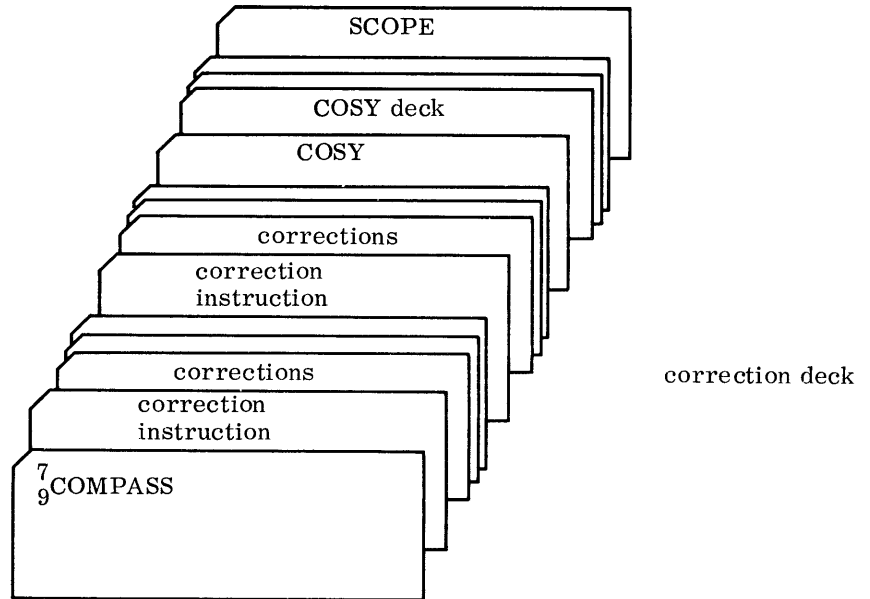 SCOPE
COSY deck
COSY
corrections
correction
instruction
corrections
correction deck
correction
instruction
7
9COMPASS